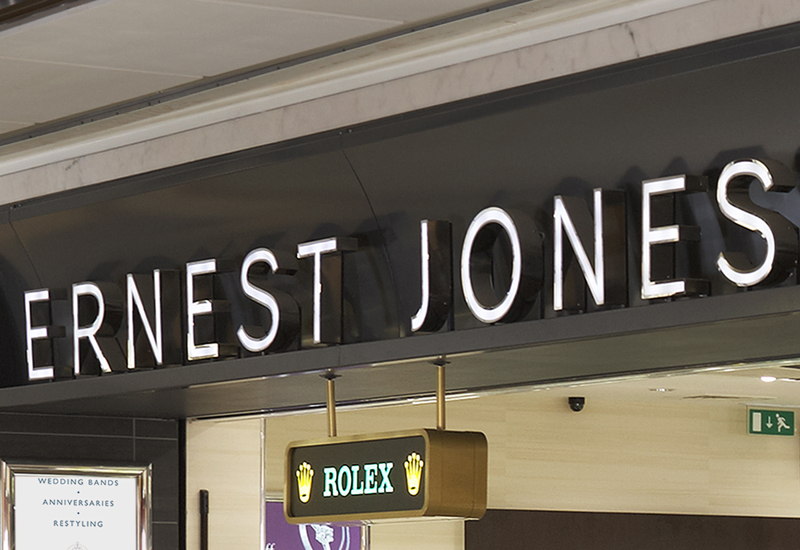 ERNEST JONES
ROLEX
WEDDING BANDS
•
ANNIVERSARIES
•
RESTYLING